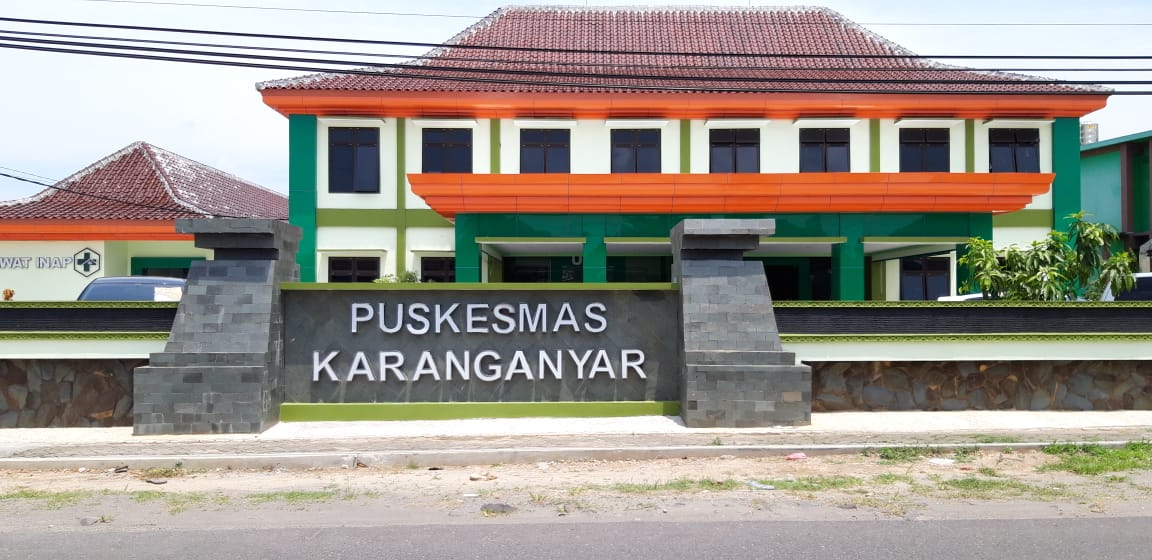 WAT INAP
U
PUSKESMAS
KARANGANYAR